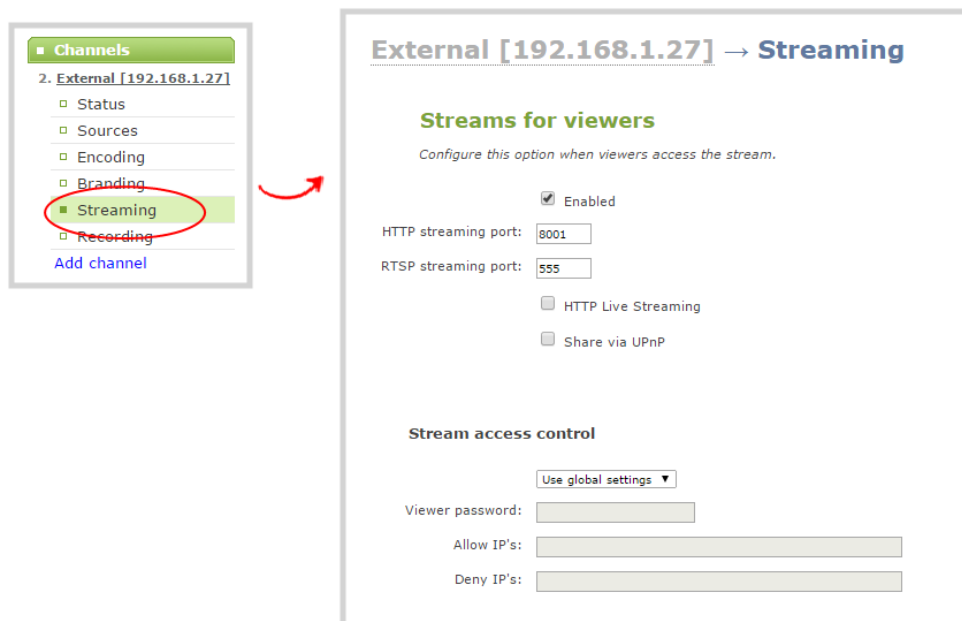 Channels
2. External [192.168.1.27]
Status
Sources
Encoding
Branding
Streaming
Recording
Add channel
External [192.168.1.27] → Streaming
Streams for viewers
Configure this option when viewers access the stream.
Enabled
HTTP streaming port: 8001
RTSP streaming port: 555
HTTP Live Streaming
Share via UPnP
Stream access control
Use global settings
Viewer password:
Allow IP's:
Deny IP's: